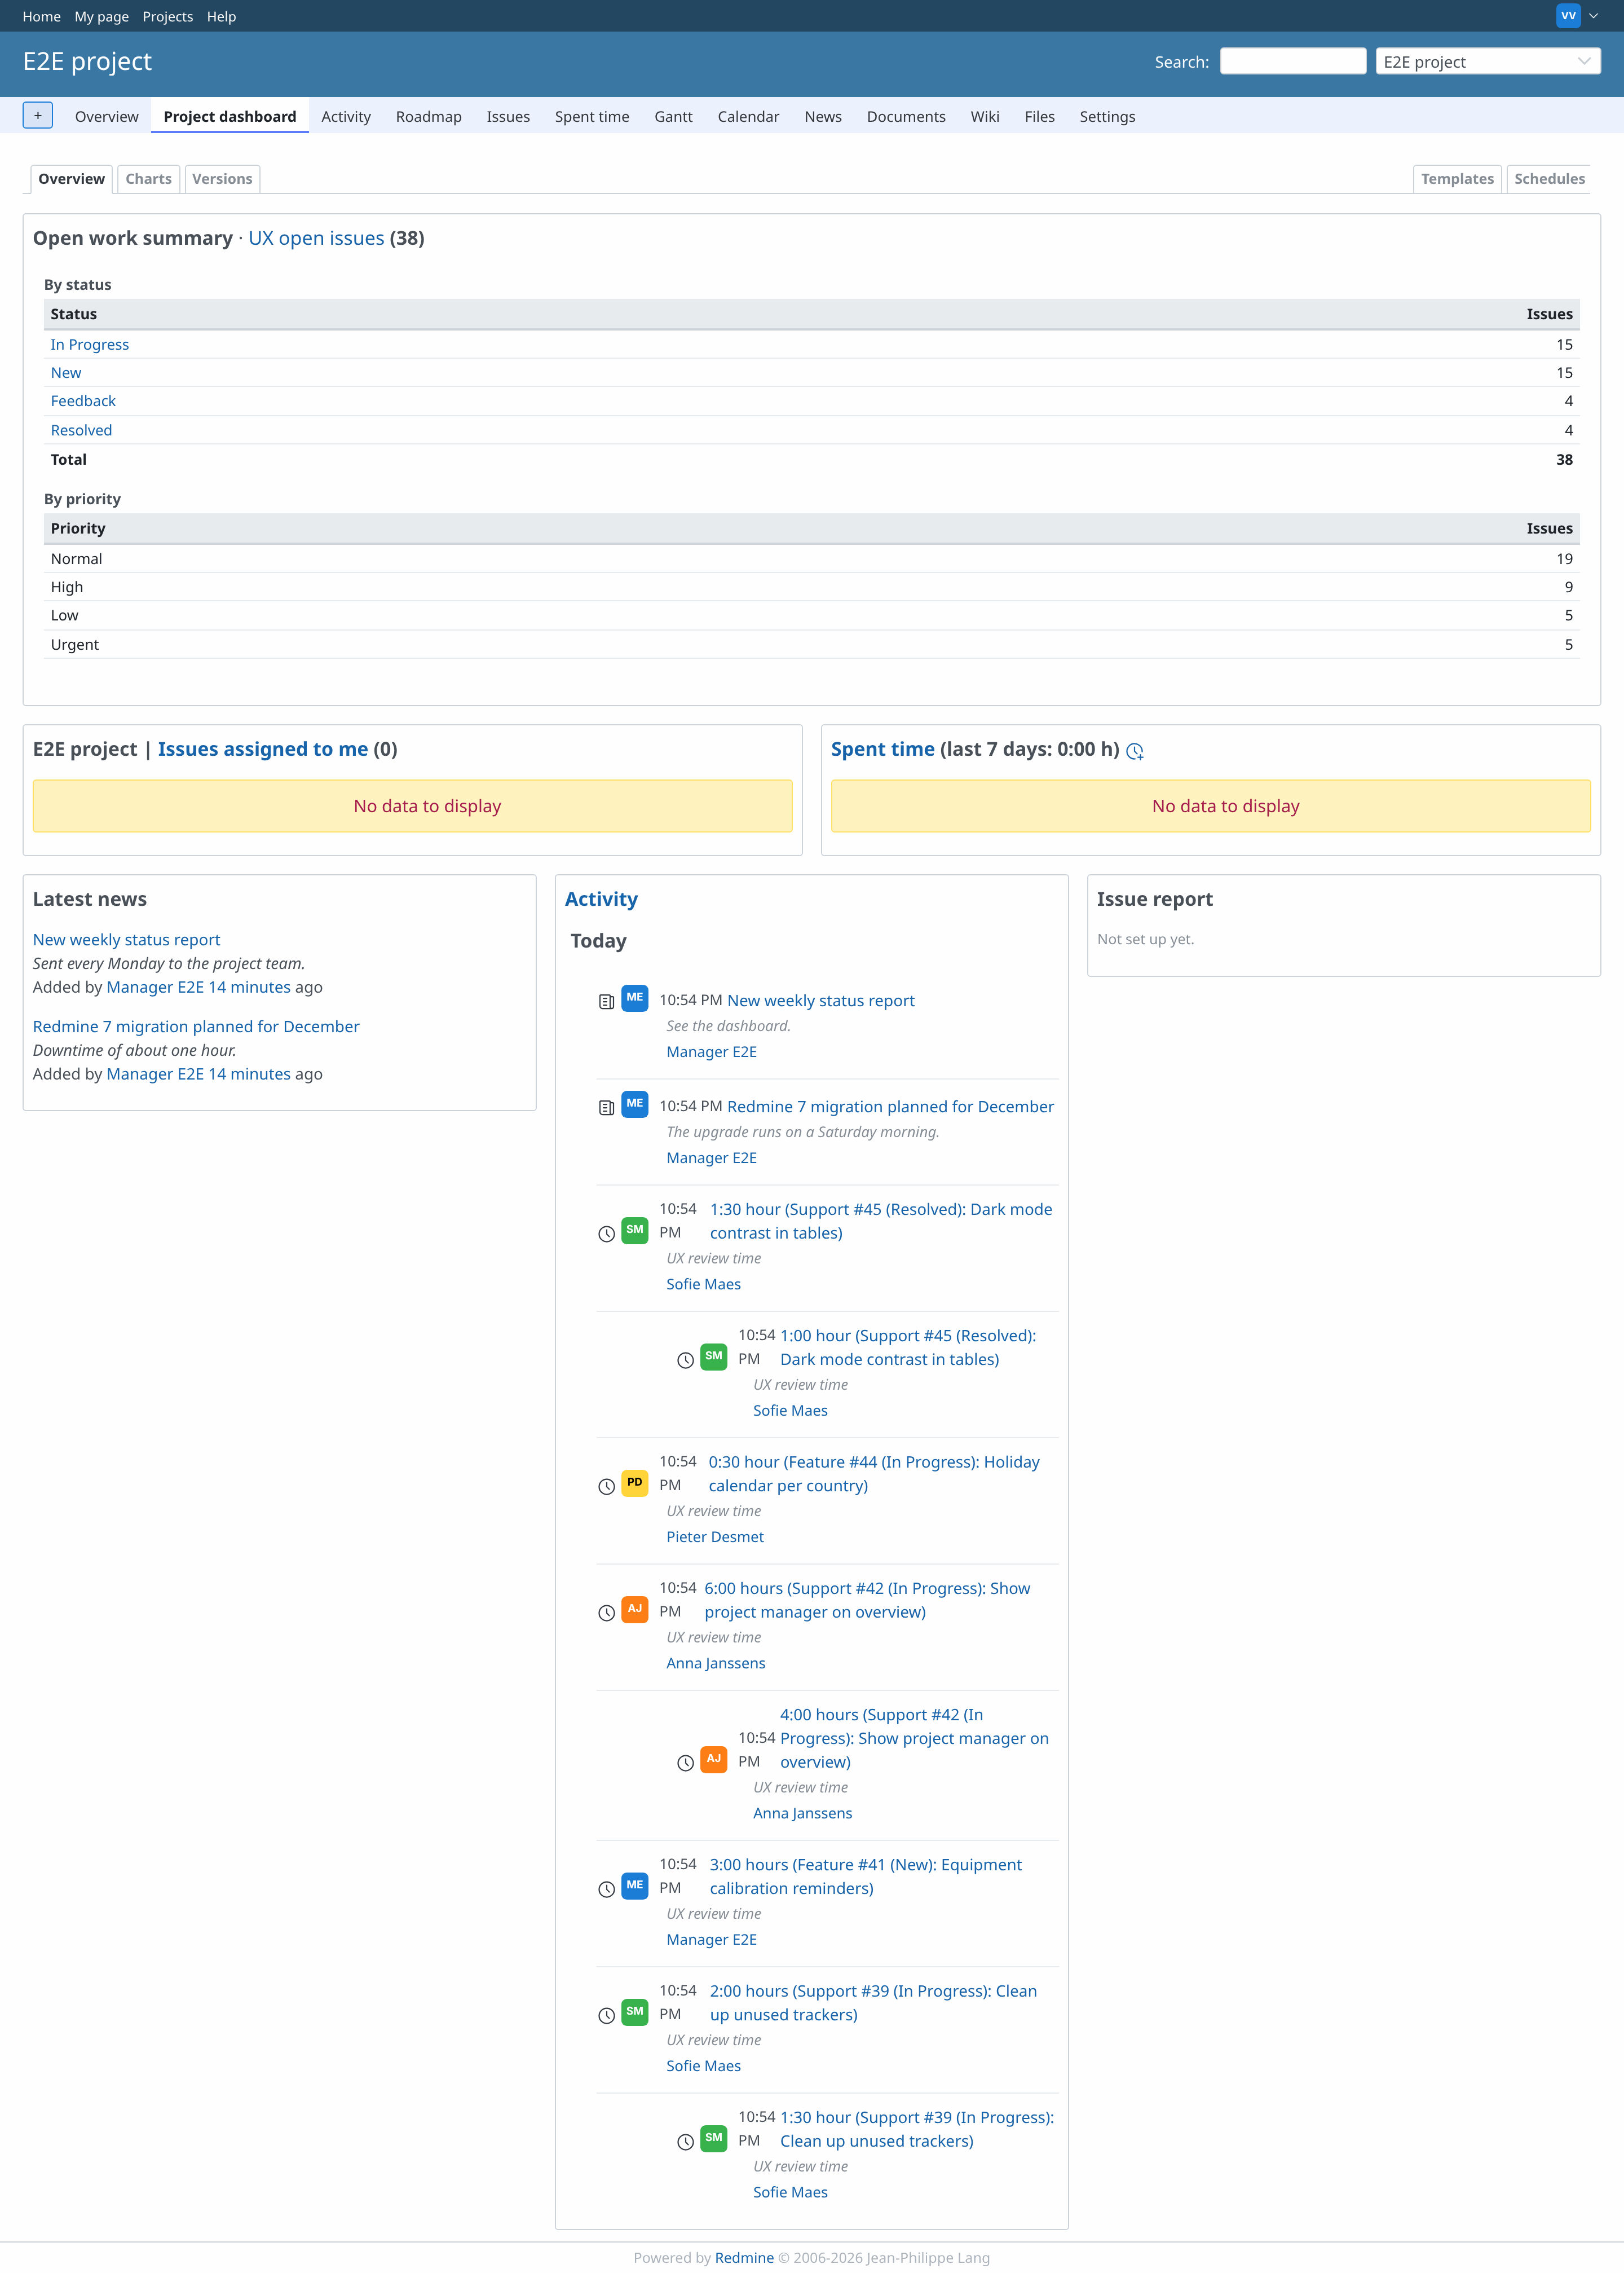 Home My page Projects Help VV
E2E project Search: E2E project
+ Overview Project dashboard Activity Roadmap Issues Spent time Gantt Calendar News Documents Wiki Files Settings
Overview Charts Versions Templates Schedules
Open work summary · UX open issues (38)
By status
Status Issues
In Progress 15
New 15
Feedback 4
Resolved 4
Total 38
By priority
Priority Issues
Normal 19
High 9
Low 5
Urgent 5
E2E project | Issues assigned to me (0)
No data to display
Spent time (last 7 days: 0:00 h)
No data to display
Latest news
New weekly status report
Sent every Monday to the project team.
Added by Manager E2E 14 minutes ago
Redmine 7 migration planned for December
Downtime of about one hour.
Added by Manager E2E 14 minutes ago
Activity
Today
ME 10:54 PM New weekly status report
See the dashboard.
Manager E2E
ME 10:54 PM Redmine 7 migration planned for December
The upgrade runs on a Saturday morning.
Manager E2E
10:54 1:30 hour (Support #45 (Resolved): Dark mode
SM PM contrast in tables)
UX review time
Sofie Maes
10:54 1:00 hour (Support #45 (Resolved):
SM PM Dark mode contrast in tables)
UX review time
Sofie Maes
10:54 0:30 hour (Feature #44 (In Progress): Holiday
PD PM calendar per country)
UX review time
Pieter Desmet
10:54 6:00 hours (Support #42 (In Progress): Show
AJ PM project manager on overview)
UX review time
Anna Janssens
4:00 hours (Support #42 (In
10:54 Progress): Show project manager on
AJ PM overview)
UX review time
Anna Janssens
10:54 3:00 hours (Feature #41 (New): Equipment
ME PM calibration reminders)
UX review time
Manager E2E
10:54 2:00 hours (Support #39 (In Progress): Clean
SM PM up unused trackers)
UX review time
Sofie Maes
10:54 1:30 hour (Support #39 (In Progress):
SM PM Clean up unused trackers)
UX review time
Sofie Maes
Issue report
Not set up yet.
Powered by Redmine © 2006-2026 Jean-Philippe Lang